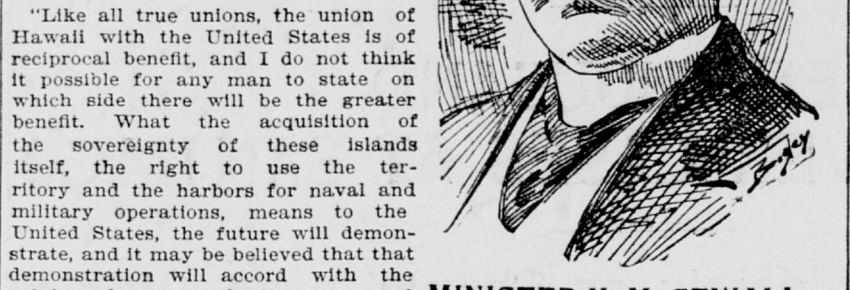 "Like all true unions, the union of
Hawaii with the United States is of
reciprocal benefit, and I do not think
it possible for any man to state on
which side there will be the greater
benefit. What the acquisition of
the sovereignty of these islands
itself, the right to use the ter-
ritory and the harbors for naval and
military operations, means to the
United States, the future will demon-
strate, and it may be believed that that
demonstration will accord with the